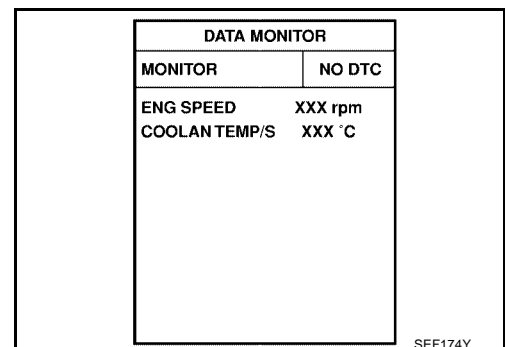 DATA MONITOR
MONITOR NO DTC
ENG SPEED XXX rpm
COOLAN TEMP/S XXX °C
SEF174Y